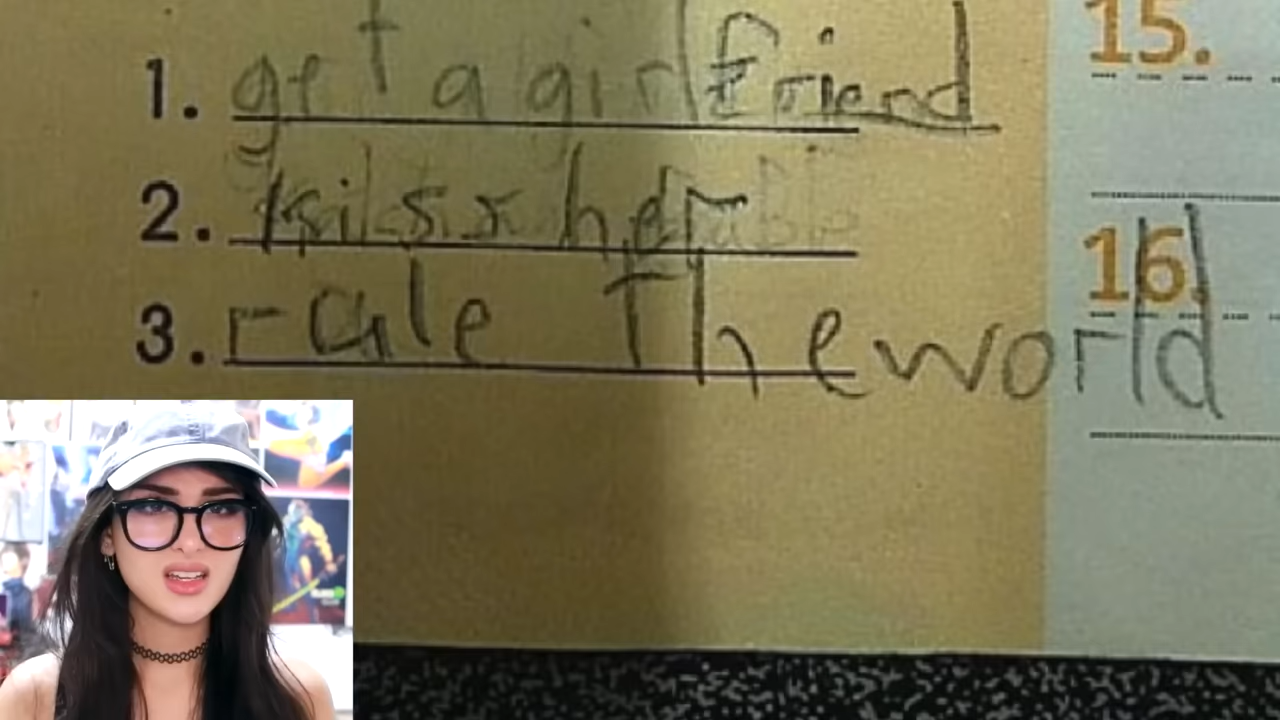 1. get a girlfriend
2. kiss her
3. rule the world
15.
16.